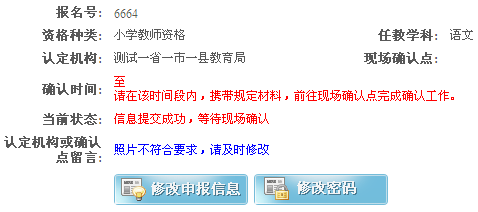 报名号： 6664
资格种类： 小学教师资格 任教学科： 语文
认定机构： 测试一省一市一县教育局 现场确认点：
确认时间： 至
请在该时间段内，携带规定材料，前往现场确认点完成确认工作。
当前状态： 信息提交成功，等待现场确认
认定机构或确认
点留言： 照片不符合要求，请及时修改
修改申报信息 修改密码